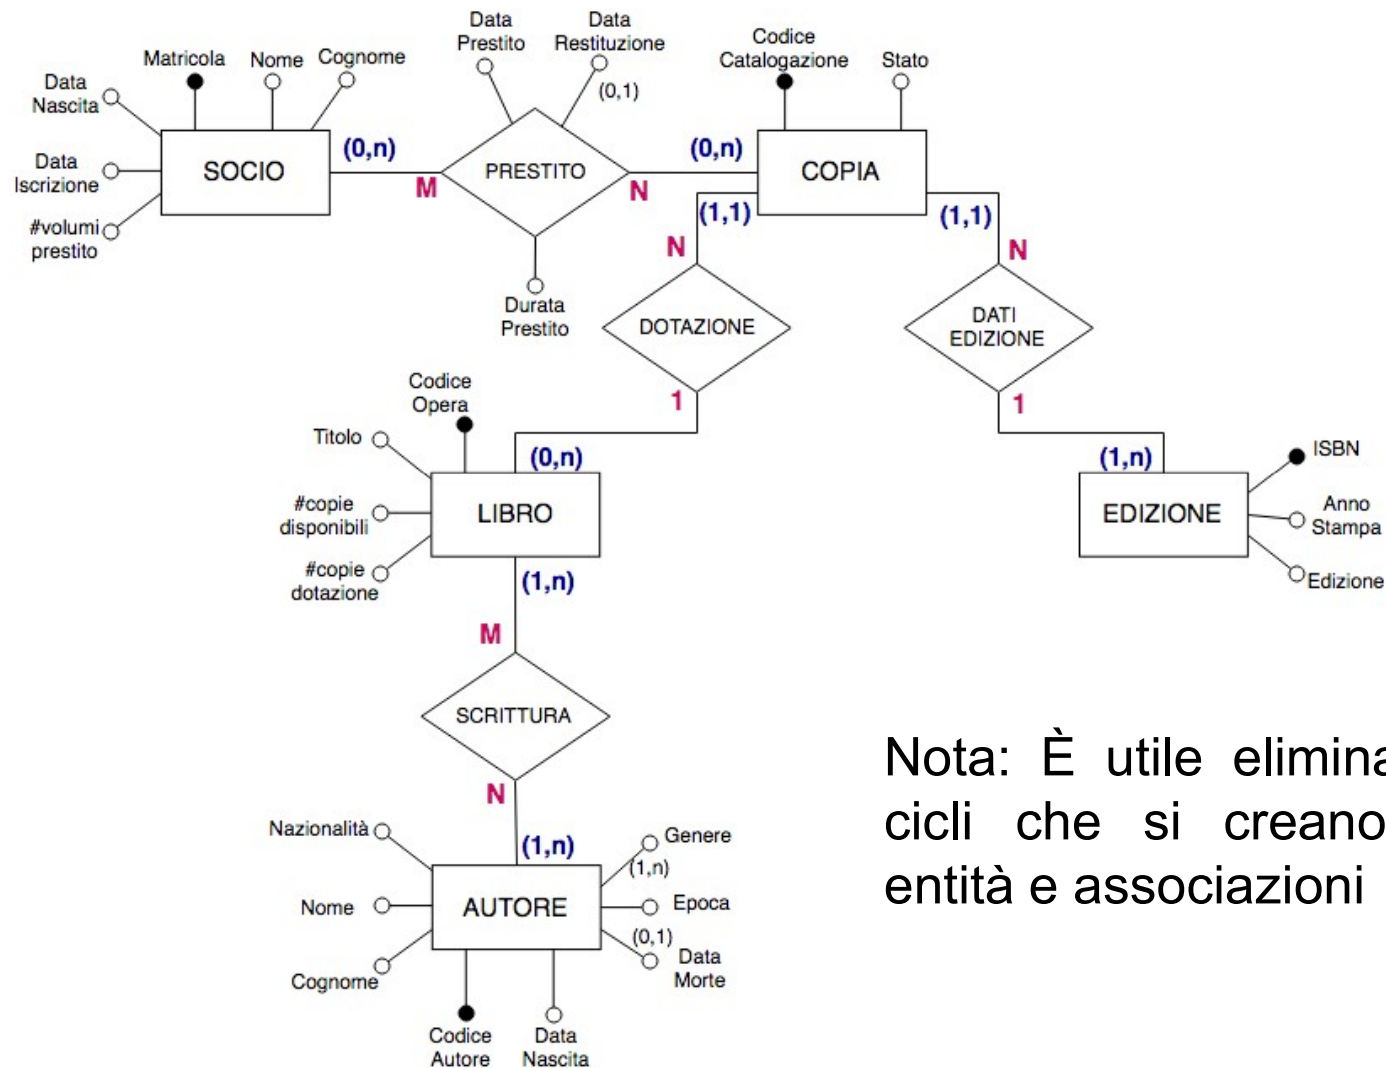 Data
Prestito
Data
Restituzione
(0,1)
Codice
Catalogazione
Stato
Matricola
Nome
Cognome
Data
Nascita
Data
Iscrizione
#volumi
prestito
SOCIO
(0,n)
M
PRESTITO
N
(0,n)
COPIA
Durata
Prestito
(1,1)
N
DOTAZIONE
1
(1,1)
N
DATI
EDIZIONE
1
Codice
Opera
Titolo
#copie
disponibili
#copie
dotazione
(0,n)
LIBRO
(1,n)
(1,n)
EDIZIONE
ISBN
Anno
Stampa
Edizione
M
SCRITTURA
N
(1,n)
AUTORE
Nazionalità
Nome
Cognome
Codice
Autore
Data
Nascita
Genere
(1,n)
Epoca
(0,1)
Data
Morte
Nota: È utile elimina
cicli che si creano
entità e associazioni